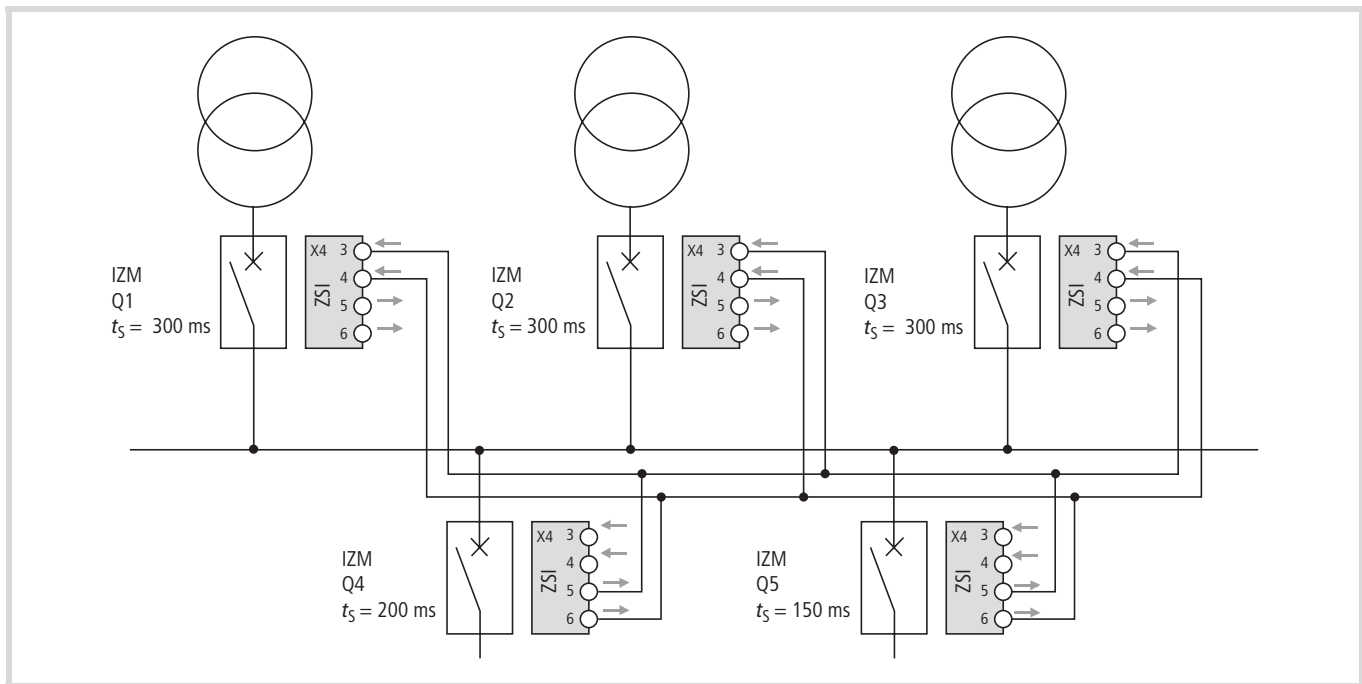 IZM
Q1
tS = 300 ms
X4 3
4
5
6
ZSI
IZM
Q2
tS = 300 ms
X4 3
4
5
6
ZSI
IZM
Q3
tS = 300 ms
X4 3
4
5
6
ZSI
IZM
Q4
tS = 200 ms
X4 3
4
5
6
ZSI
IZM
Q5
tS = 150 ms
X4 3
4
5
6
ZSI